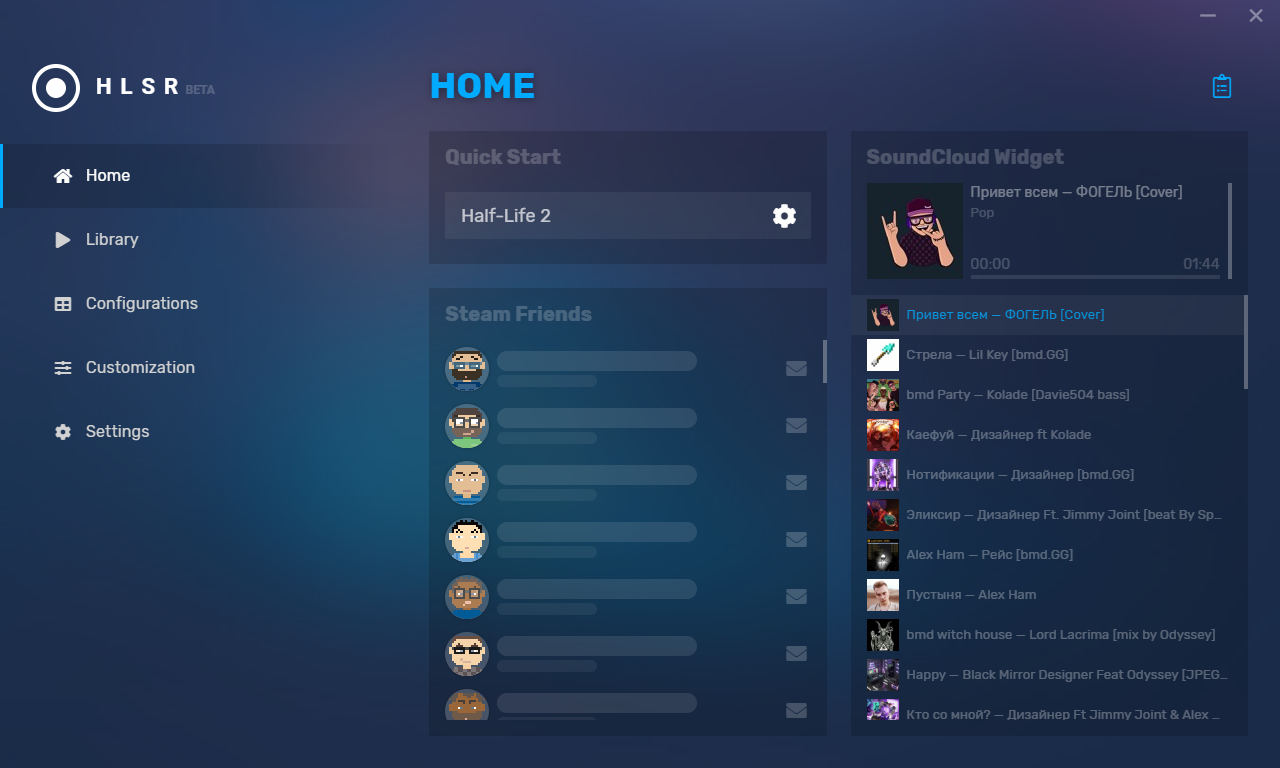 HLSR BETA
Home
Library
Configurations
Customization
Settings
HOME
Quick Start
Half-Life 2
Steam Friends
SoundCloud Widget
Привет всем — ФОГЕЛЬ [Cover]
Pop
00:00 01:44
Привет всем — ФОГЕЛЬ [Cover]
Стрела — Lil Key [bmd.GG]
bmd Party — Kolade [Davie504 bass]
Каефуй — Дизайнер ft Kolade
Нотификации — Дизайнер [bmd.GG]
Эликсир — Дизайнер Ft. Jimmy Joint [beat By Sp...
Alex Ham — Рейс [bmd.GG]
Пустыня — Alex Ham
bmd witch house — Lord Lacrima [mix by Odyssey]
Happy — Black Mirror Designer Feat Odyssey [JPEG...
Кто со мной? — Дизайнер Ft Jimmy Joint & Alex ...